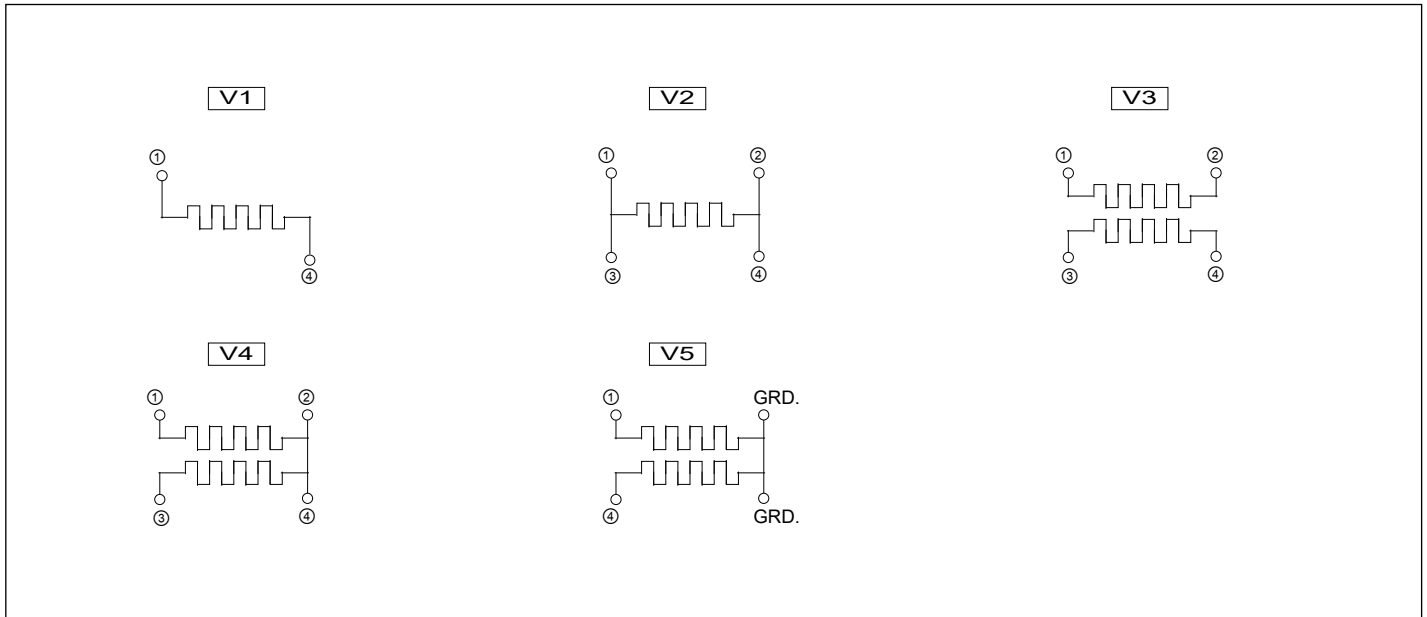 V1 V2 V3
① ① ② ① ②
④ ③ ④ ③ ④
V4 V5
① ② ① GRD.
③ ④ ④ GRD.